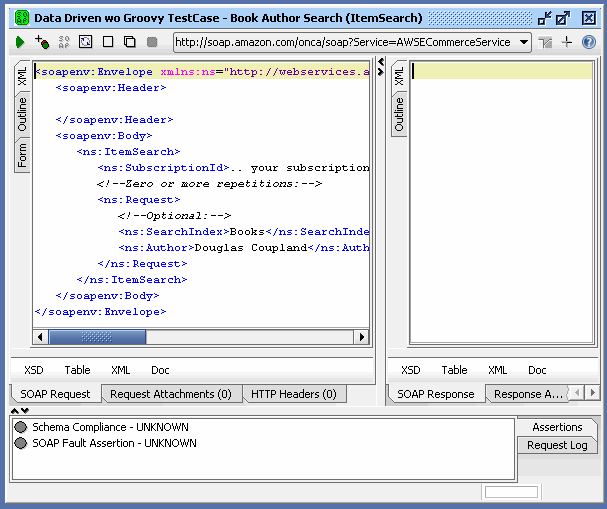 Data Driven wo Groovy TestCase - Book Author Search (ItemSearch)
SO AP
http://soap.amazon.com/onca/soap?Service=AWSECommerceService
XML
Outline
Form
<soapenv:Envelope xmlns:ns="http://webservices.a
<soapenv:Header>
</soapenv:Header>
<soapenv:Body>
<ns:ItemSearch>
<ns:SubscriptionId>.. your subscription
<!--Zero or more repetitions:-->
<ns:Request>
<!--Optional:-->
<ns:SearchIndex>Books</ns:SearchInde
<ns:Author>Douglas Coupland</ns:Auth
</ns:Request>
</ns:ItemSearch>
</soapenv:Body>
</soapenv:Envelope>
XML
Outline
XSD Table XML Doc
XSD Table XML Doc
SOAP Request Request Attachments (0) HTTP Headers (0)
SOAP Response Response A...
Schema Compliance - UNKNOWN
SOAP Fault Assertion - UNKNOWN
Assertions
Request Log